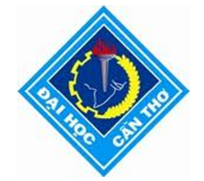 ĐẠI HỌC
CẦN THƠ